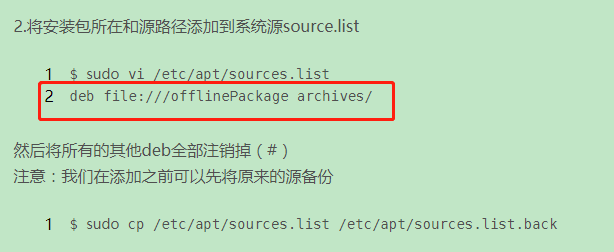 2.将安装包所在和源路径添加到系统源source.list
1 $ sudo vi /etc/apt/sources.list
2 deb file:///offlinePackage archives/
然后将所有的其他deb全部注销掉（#）
注意：我们在添加之前可以先将原来的源备份
1 $ sudo cp /etc/apt/sources.list /etc/apt/sources.list.back